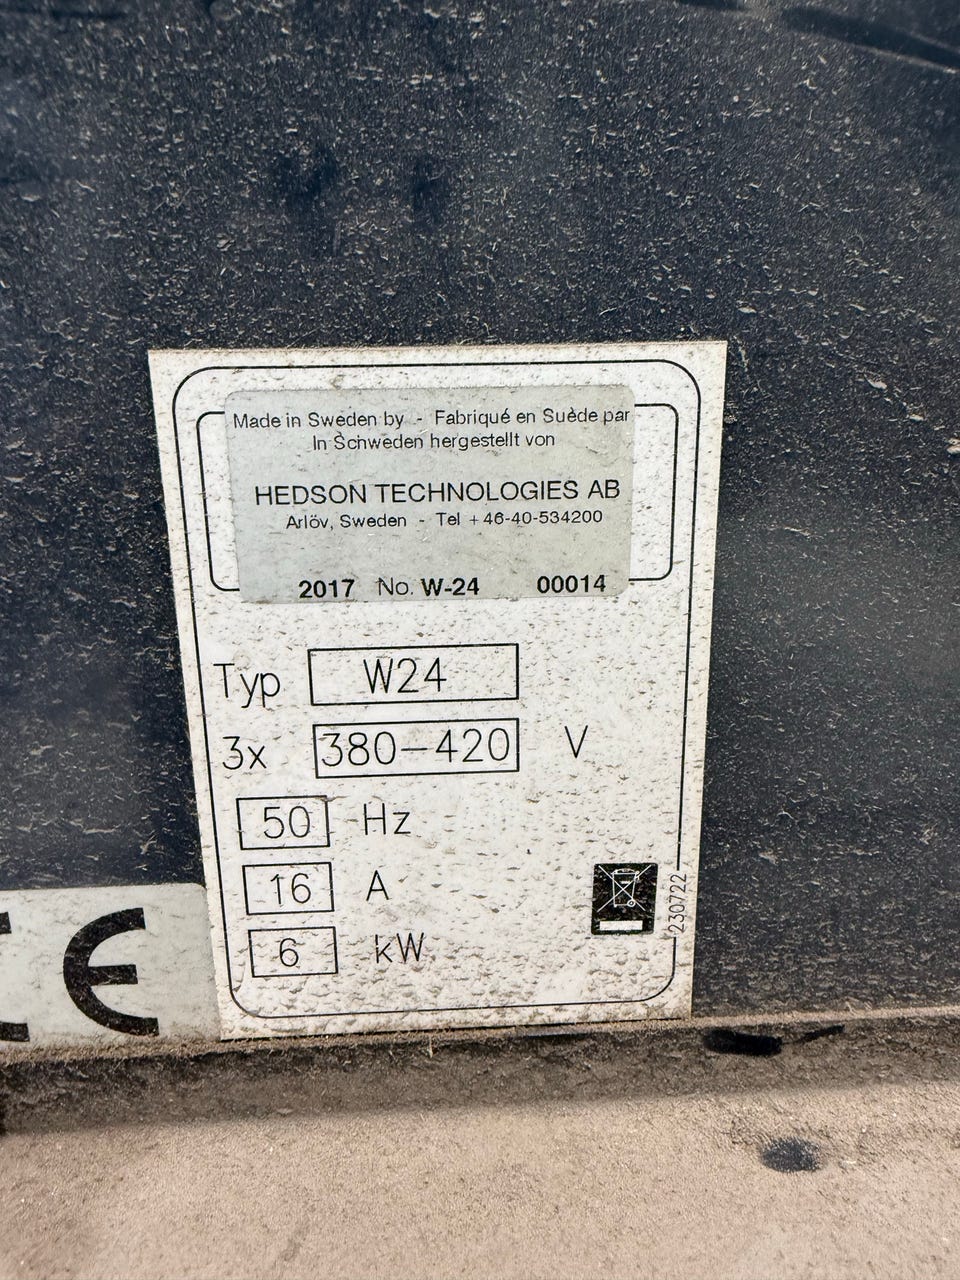 Made in Sweden by - Fabriqué en Suède par
In Schweden hergestellt von
HEDSON TECHNOLOGIES AB
Arlöv, Sweden - Tel +46-40-534200
2017 No. W-24 00014
Typ W24
3x 380-420 V
50 Hz
16 A
6 kW
230722
CE